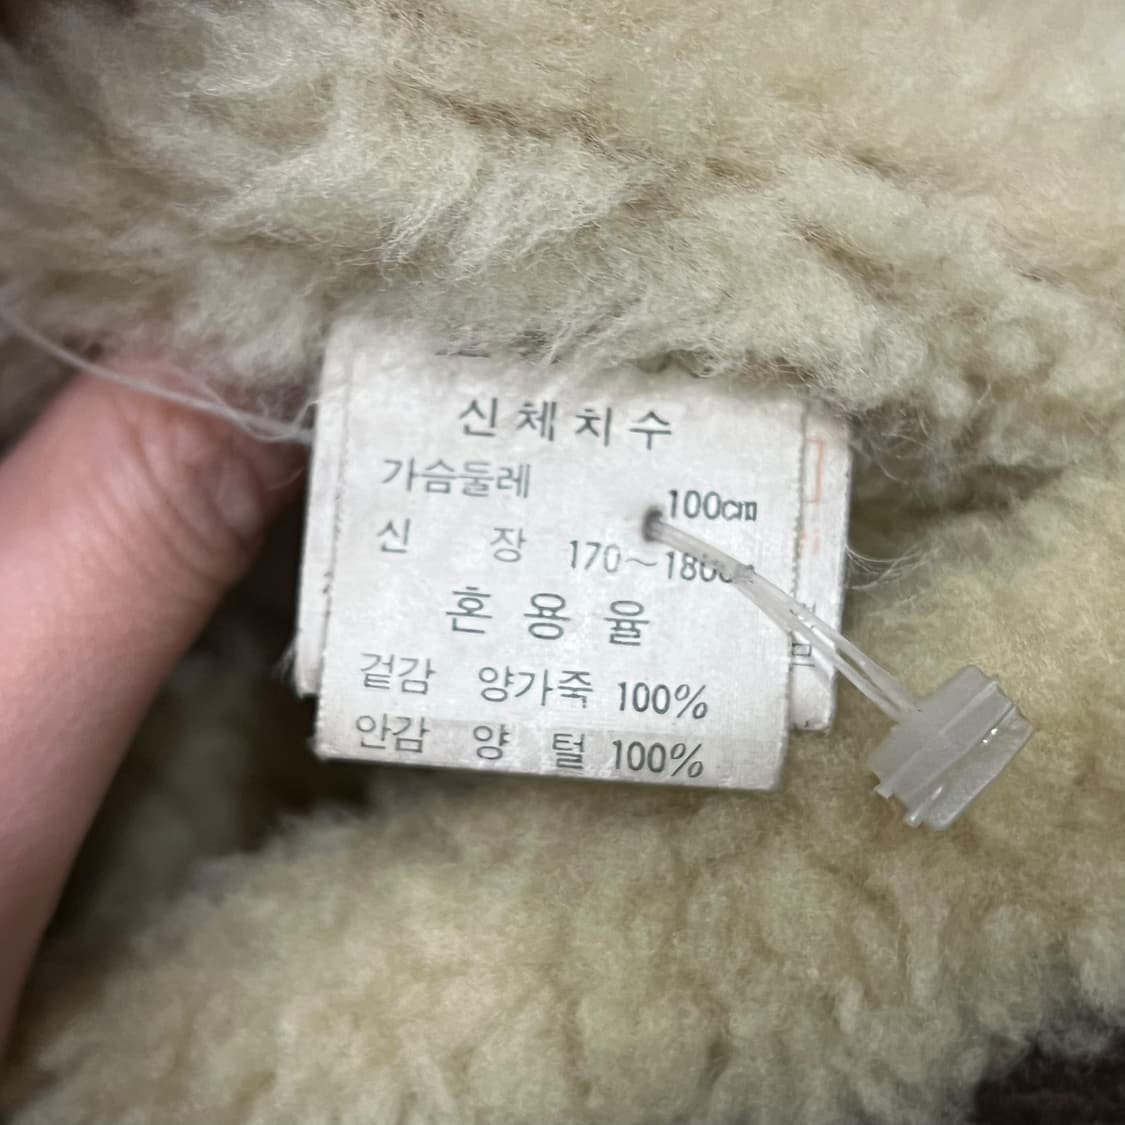 신체치수
가슴둘레 100cm
신 장 170~180
혼 용 율
겉감 양가죽 100%
안감 양 털 100%